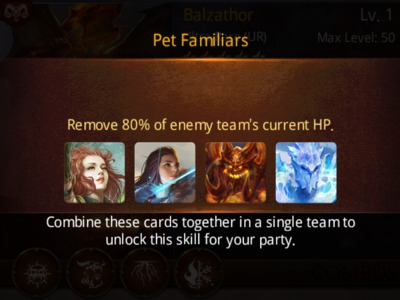 Balzathor
Lv. 1
Pet Familiars
(UR)
Max Level: 50
Remove 80% of enemy team's current HP.
Combine these cards together in a single team to
unlock this skill for your party.